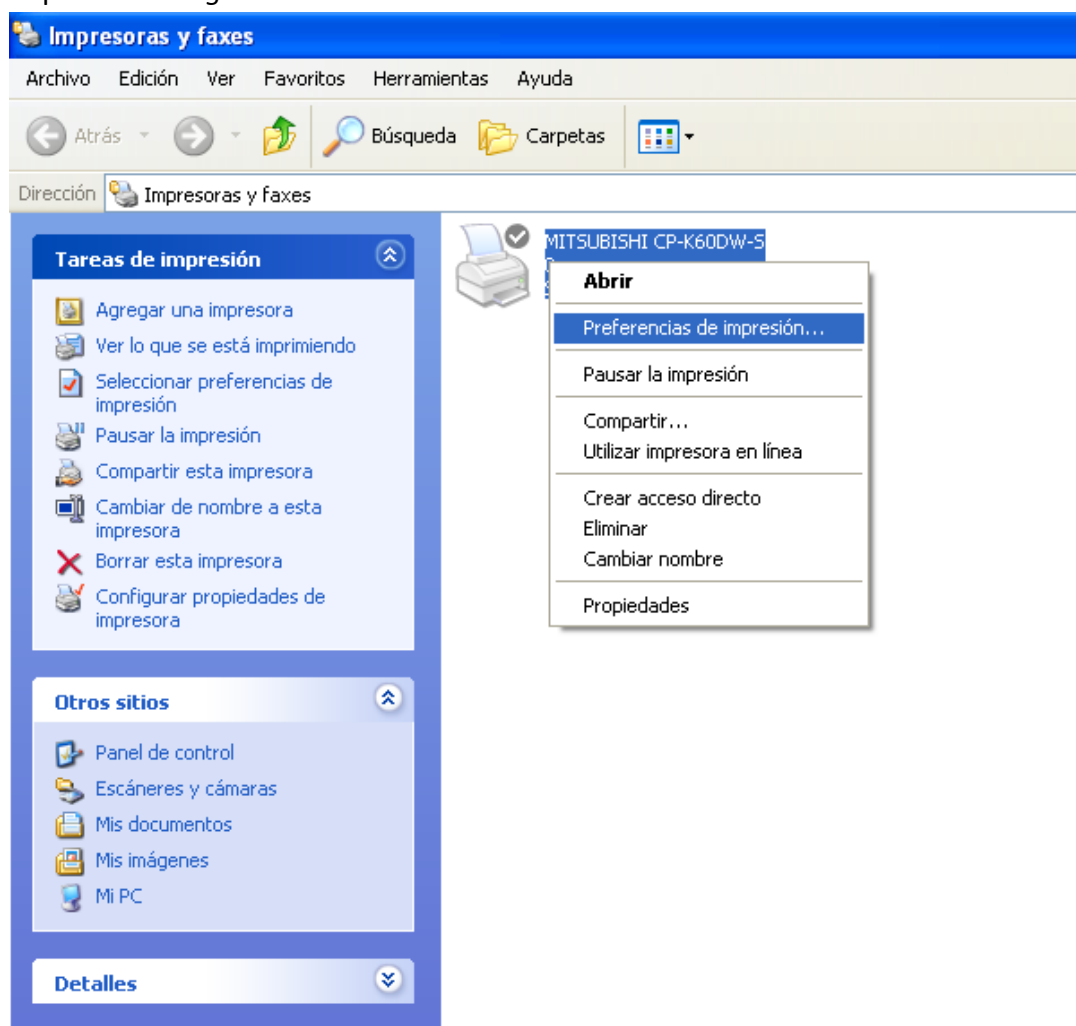 Impresoras y faxes
Archivo Edición Ver Favoritos Herramientas Ayuda
Atrás Búsqueda Carpetas
Dirección Impresoras y faxes
Tareas de impresión
Agregar una impresora
Ver lo que se está imprimiendo
Seleccionar preferencias de
impresión
Pausar la impresión
Compartir esta impresora
Cambiar de nombre a esta
impresora
Borrar esta impresora
Configurar propiedades de
impresora
Otros sitios
Panel de control
Escáneres y cámaras
Mis documentos
Mis imágenes
Mi PC
Detalles
MITSUBISHI CP-K60DW-S
Abrir
Preferencias de impresión...
Pausar la impresión
Compartir...
Utilizar impresora en línea
Crear acceso directo
Eliminar
Cambiar nombre
Propiedades